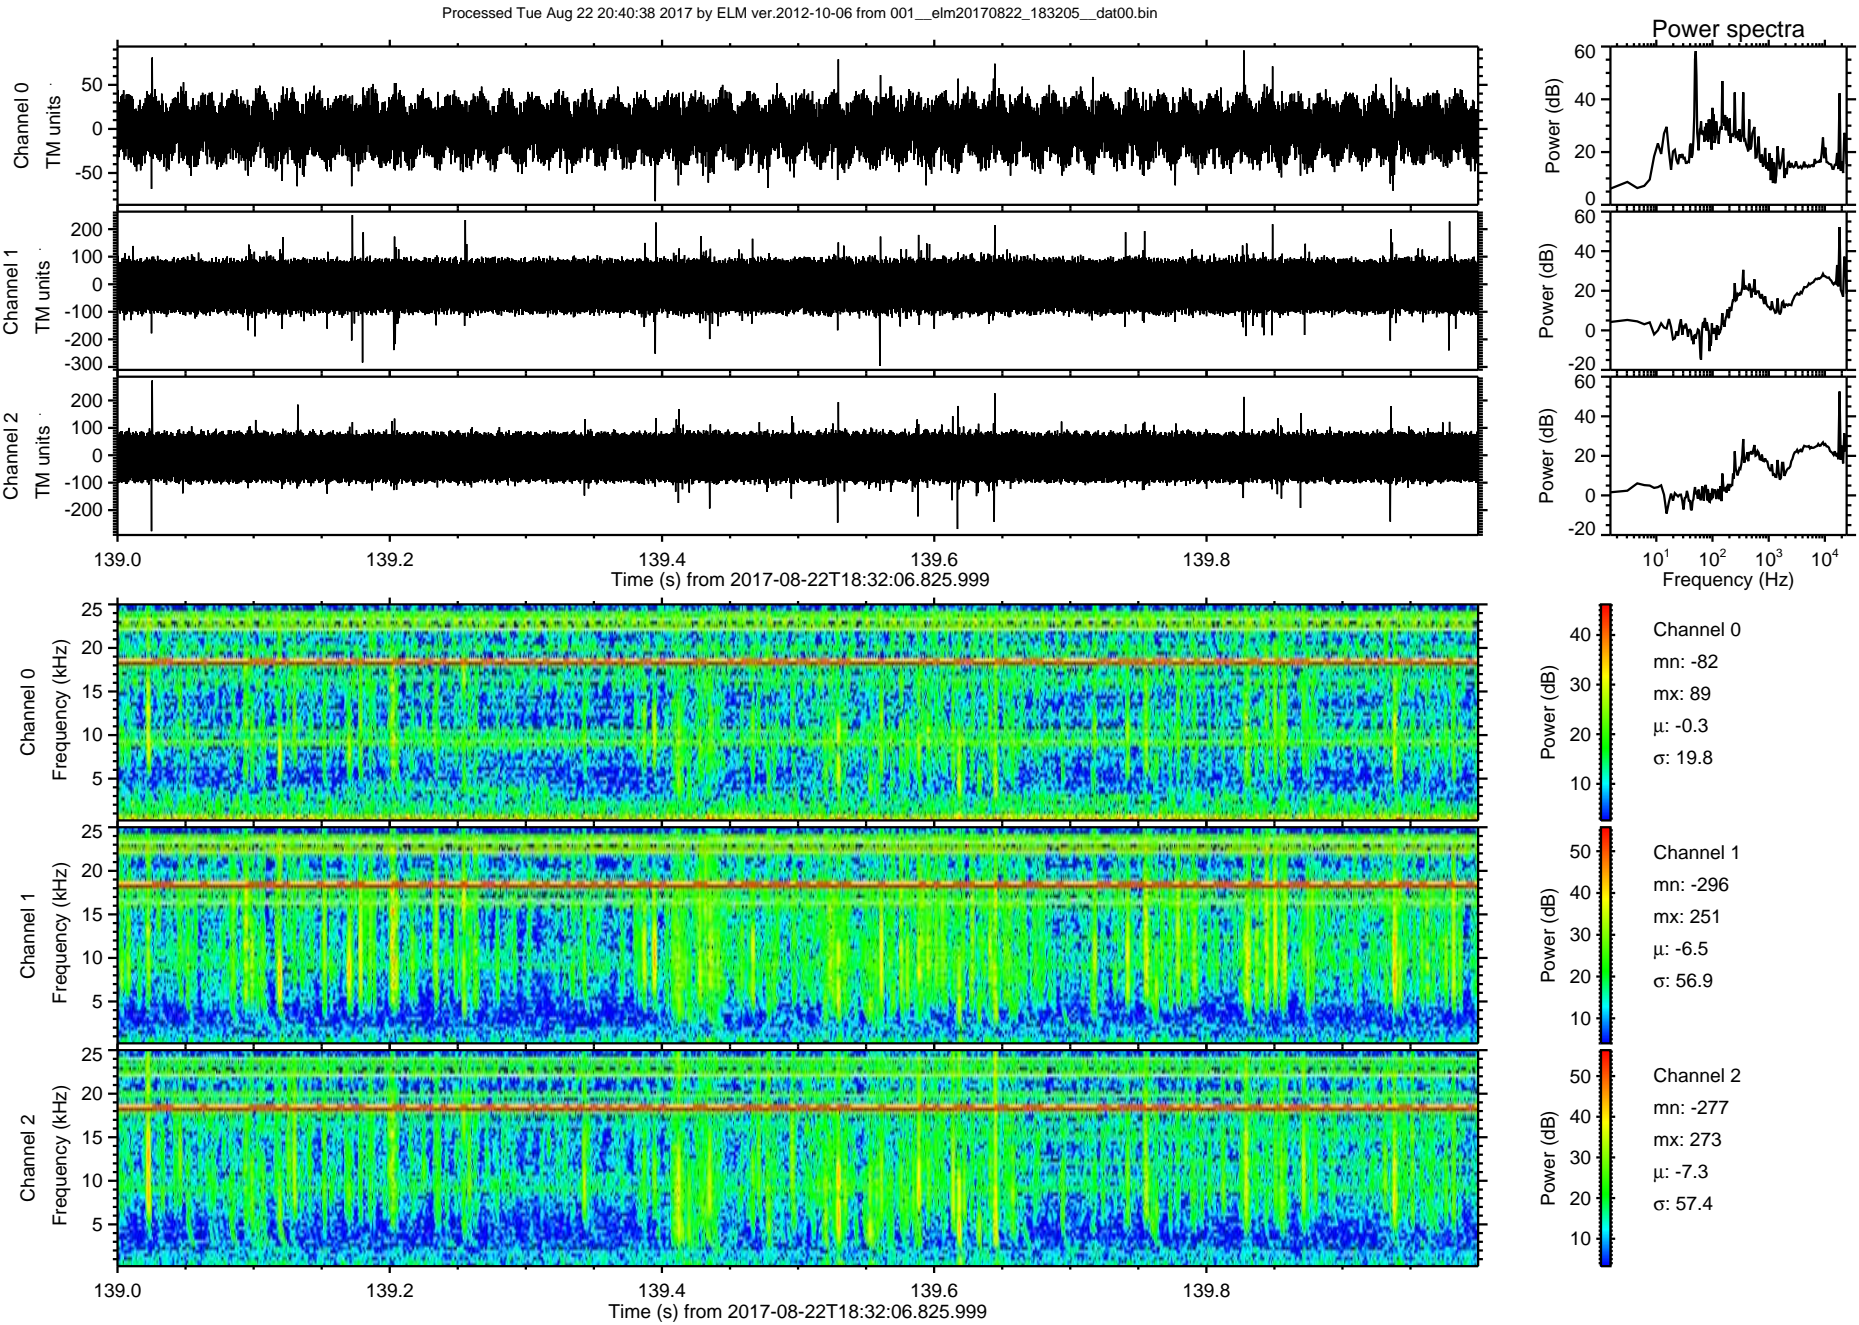 Processed Tue Aug 22 20:40:38 2017 by ELM ver.2012-10-06 from 001__elm20170822_183205__dat00.bin
Power spectra
Channel 0
TM units
50
0
-50
Power (dB)
60
40
20
0
Channel 1
TM units
200
100
0
-100
-200
-300
Power (dB)
60
40
20
0
-20
Channel 2
TM units
200
100
0
-100
-200
Power (dB)
60
40
20
0
-20
139.0 139.2 139.4 139.6 139.8
Time (s) from 2017-08-22T18:32:06.825.999
10¹ 10² 10³ 10⁴
Frequency (Hz)
Channel 0
Frequency (kHz)
25
20
15
10
5
Power (dB)
40
30
20
10
Channel 0
mn: -82
mx: 89
μ: -0.3
σ: 19.8
Channel 1
Frequency (kHz)
25
20
15
10
5
Power (dB)
50
40
30
20
10
Channel 1
mn: -296
mx: 251
μ: -6.5
σ: 56.9
Channel 2
Frequency (kHz)
25
20
15
10
5
Power (dB)
50
40
30
20
10
Channel 2
mn: -277
mx: 273
μ: -7.3
σ: 57.4
139.0 139.2 139.4 139.6 139.8
Time (s) from 2017-08-22T18:32:06.825.999